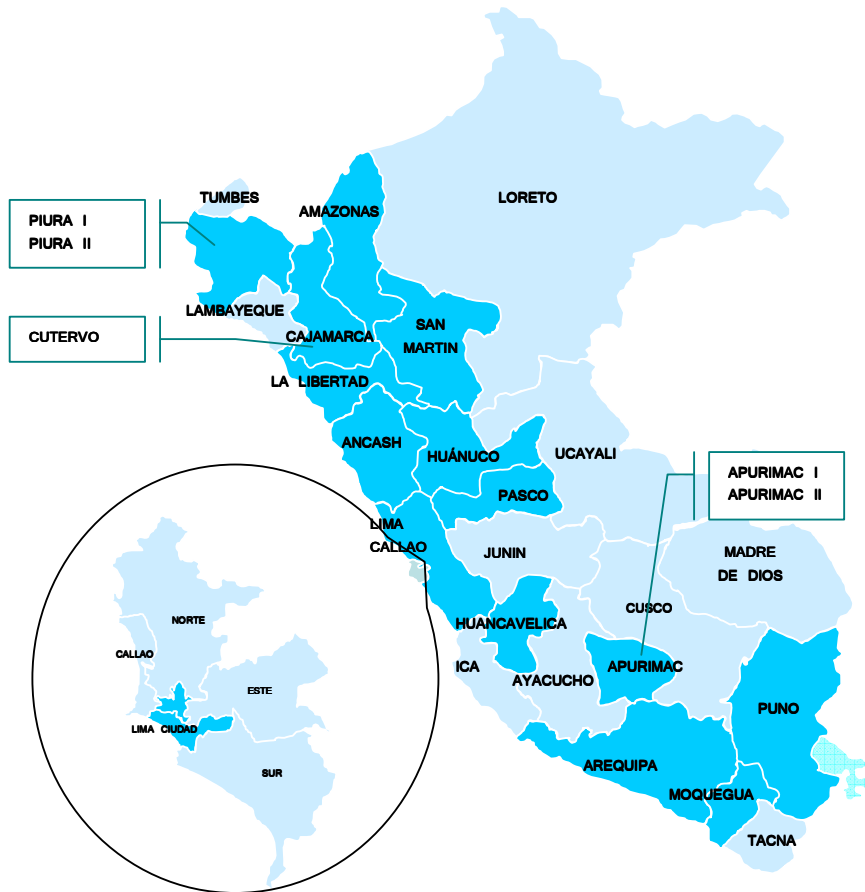 TUMBES
AMAZONAS
LORETO
PIURA I
PIURA II
LAMBAYEQUE
CUTERVO
CAJAMARCA
SAN
MARTIN
LA LIBERTAD
ANCASH
HUÁNUCO
UCAYALI
PASCO
APURIMAC I
APURIMAC II
LIMA
CALLAO
JUNIN
MADRE
DE DIOS
CUSCO
HUANCAVELICA
ICA
AYACUCHO
APURIMAC
PUNO
AREQUIPA
MOQUEGUA
TACNA
NORTE
CALLAO
ESTE
LIMA CIUDAD
SUR